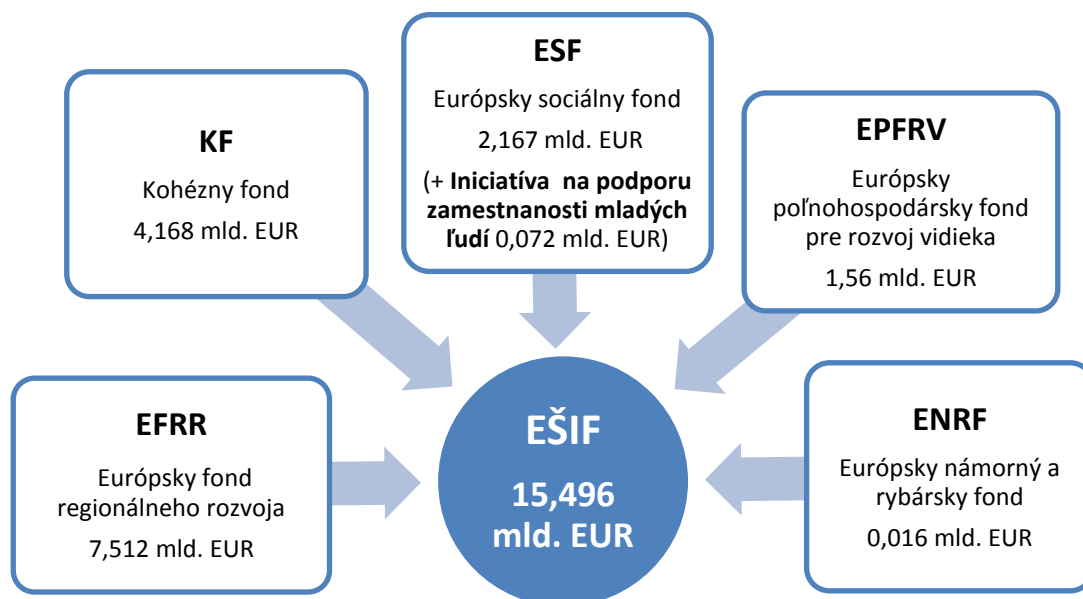 ESF
Európsky sociálny fond
2,167 mld. EUR
(+ Iniciatíva na podporu
zamestnanosti mladých
ľudí 0,072 mld. EUR)
KF
Kohézny fond
4,168 mld. EUR
EPFRV
Európsky
poľnohospodársky fond
pre rozvoj vidieka
1,56 mld. EUR
EFRR
Európsky fond
regionálneho rozvoja
7,512 mld. EUR
EŠIF
15,496
mld. EUR
ENRF
Európsky námorný a
rybársky fond
0,016 mld. EUR